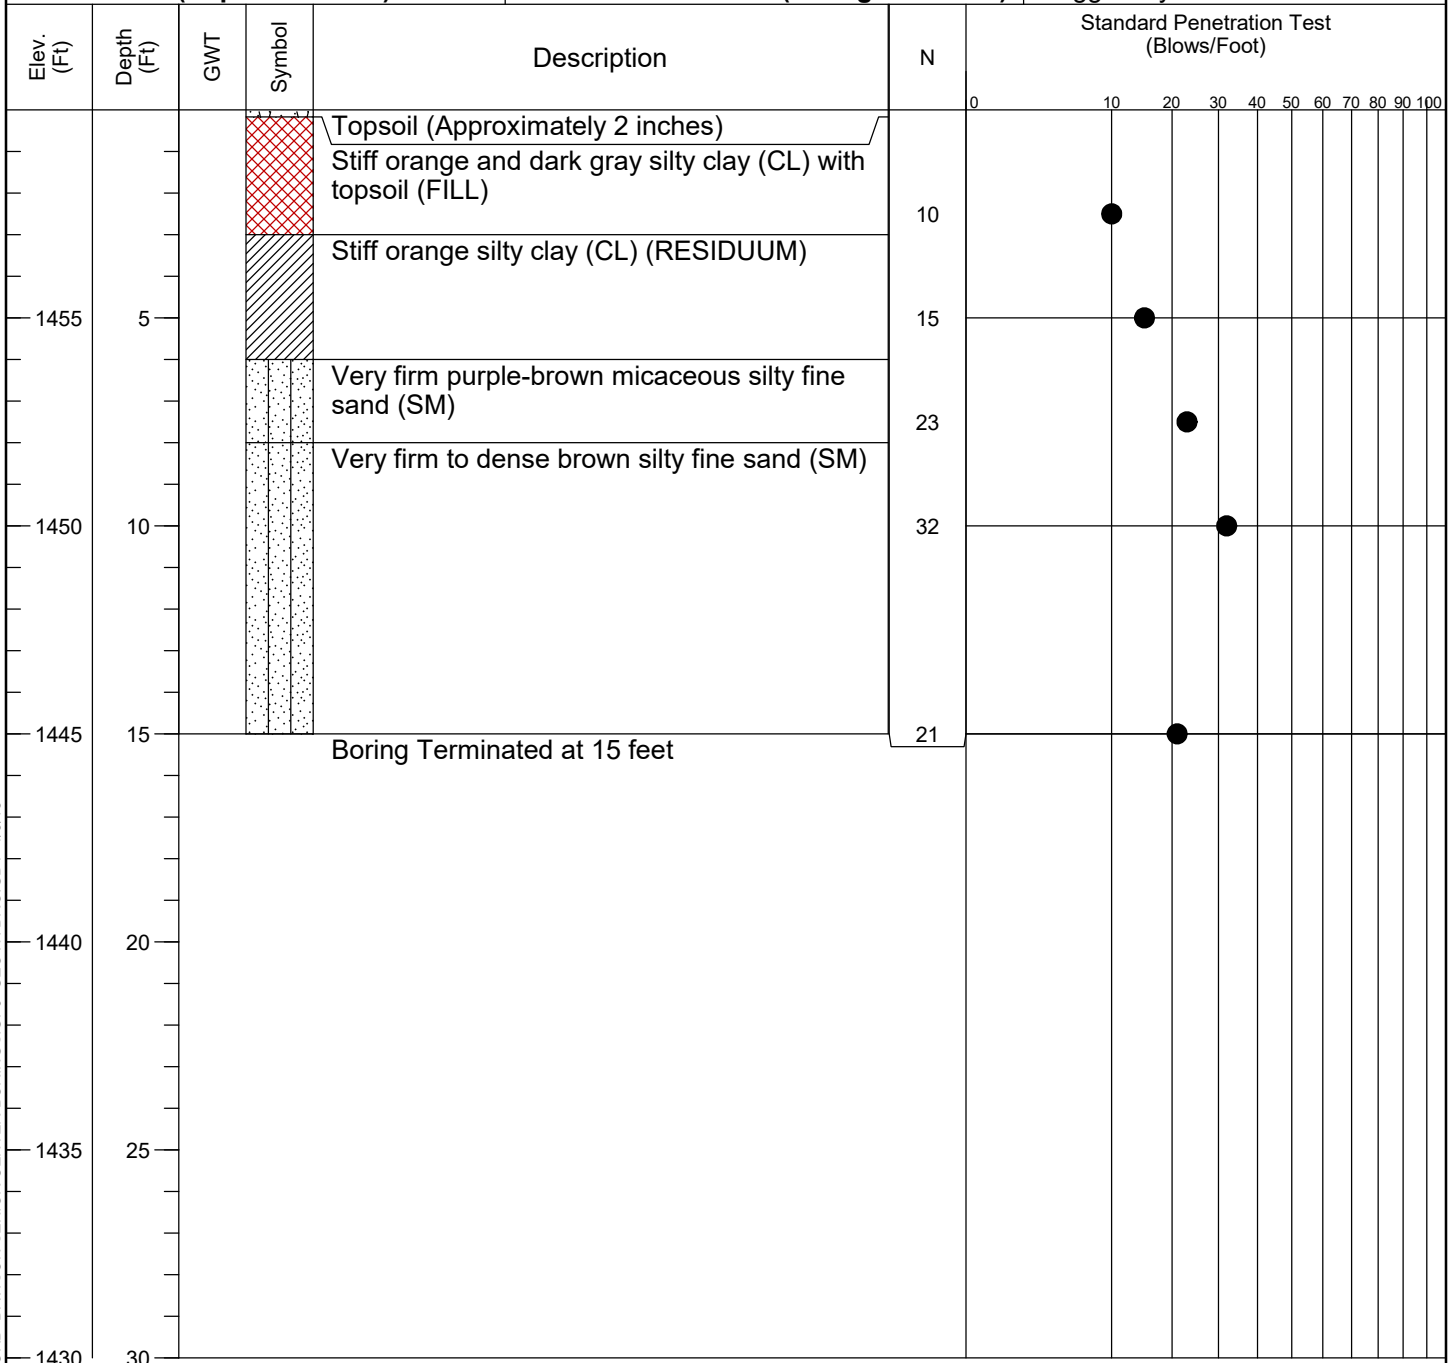 Elev.
(Ft)
Depth
(Ft)
GWT
Symbol
Description
N
Standard Penetration Test
(Blows/Foot)
0 10 20 30 40 50 60 70 80 90 100
Topsoil (Approximately 2 inches)
Stiff orange and dark gray silty clay (CL) with
topsoil (FILL)
10
Stiff orange silty clay (CL) (RESIDUUM)
1455 5 15
Very firm purple-brown micaceous silty fine
sand (SM)
23
Very firm to dense brown silty fine sand (SM)
1450 10 32
1445 15 21
Boring Terminated at 15 feet
1440 20
1435 25
1430 30